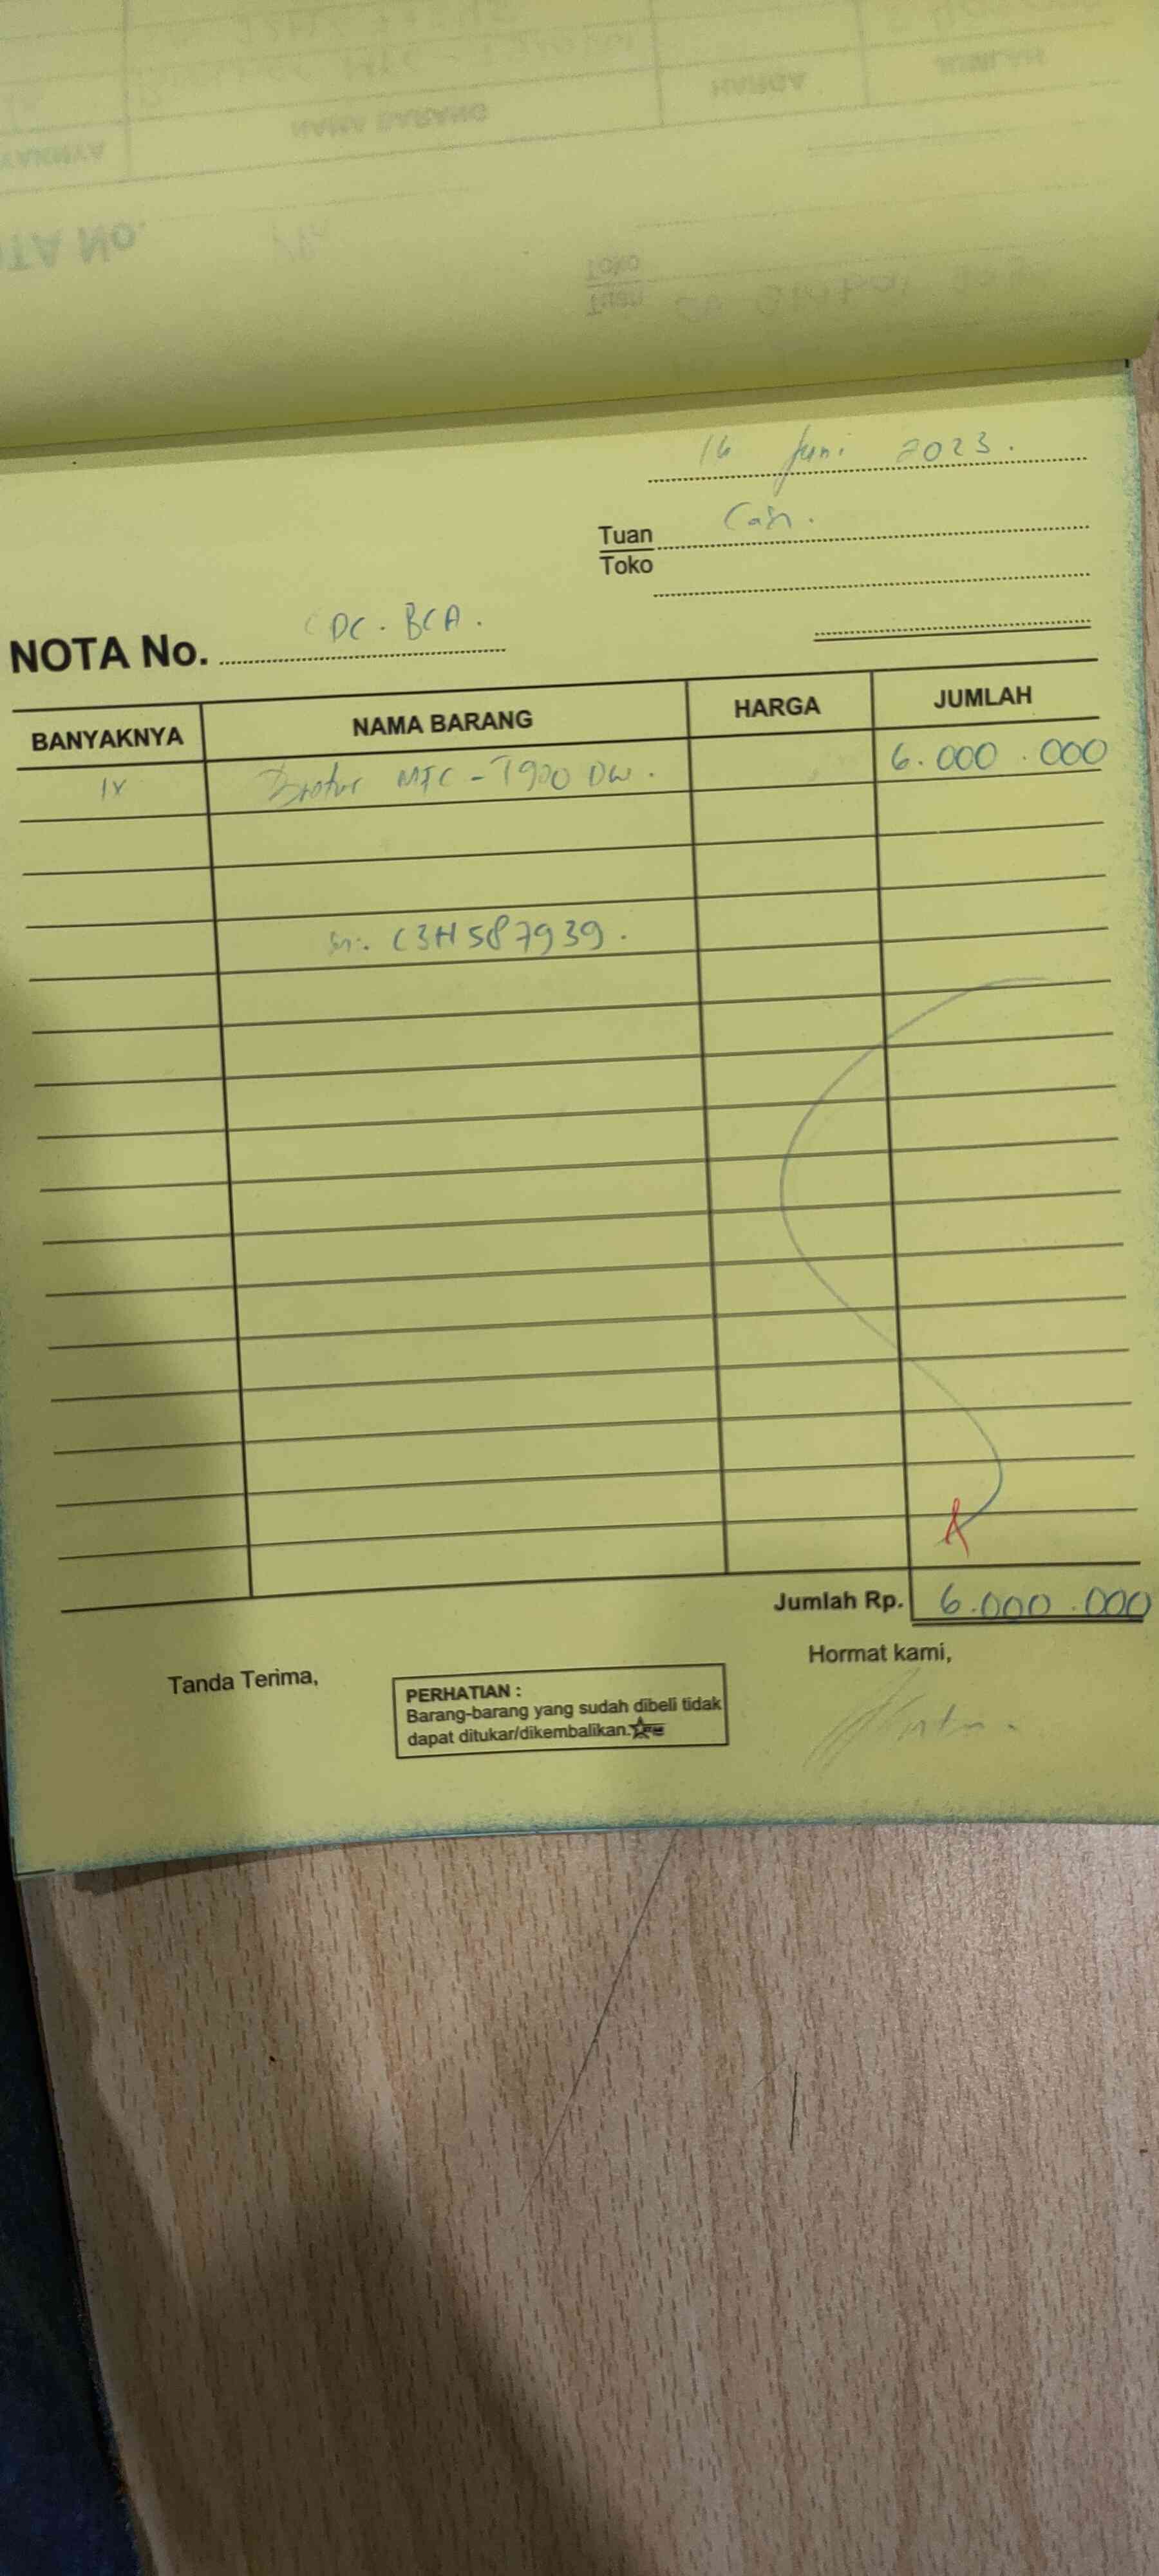 16 Juni 2023.
Tuan Cash.
Toko
NOTA No. DC - BCA.
BANYAKNYA NAMA BARANG HARGA JUMLAH
1x Brother MFC - T900 DW. 6.000.000
sn: C3H587939.
Jumlah Rp. 6.000.000
Tanda Terima, Hormat kami,
PERHATIAN :
Barang-barang yang sudah dibeli tidak
dapat ditukar/dikembalikan.